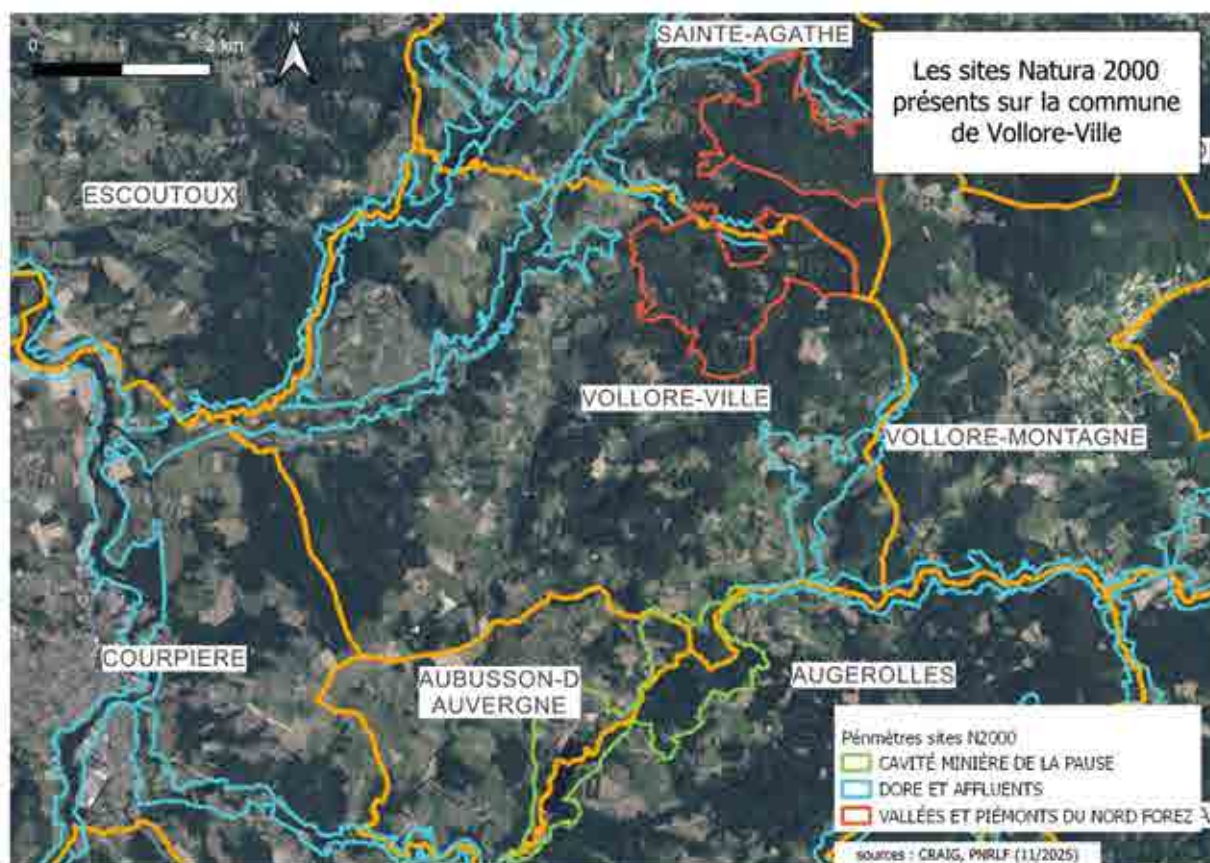 0
2 km
N
SAINTE-AGATHE
Les sites Natura 2000
présents sur la commune
de Vollore-Ville
ESCOUTOUX
VOLLORE-VILLE
VOLLORE-MONTAGNE
COURPIERE
AUBUSSON-D
AUVERGNE
AUGEROLLES
Périmètres sites N2000
CAVITÉ MINIÈRE DE LA PAUSE
DORE ET AFFLUENTS
VALLÉES ET PIÉMONTS DU NORD FOREZ
sources : CRAIG, PNRLF (11/2025)